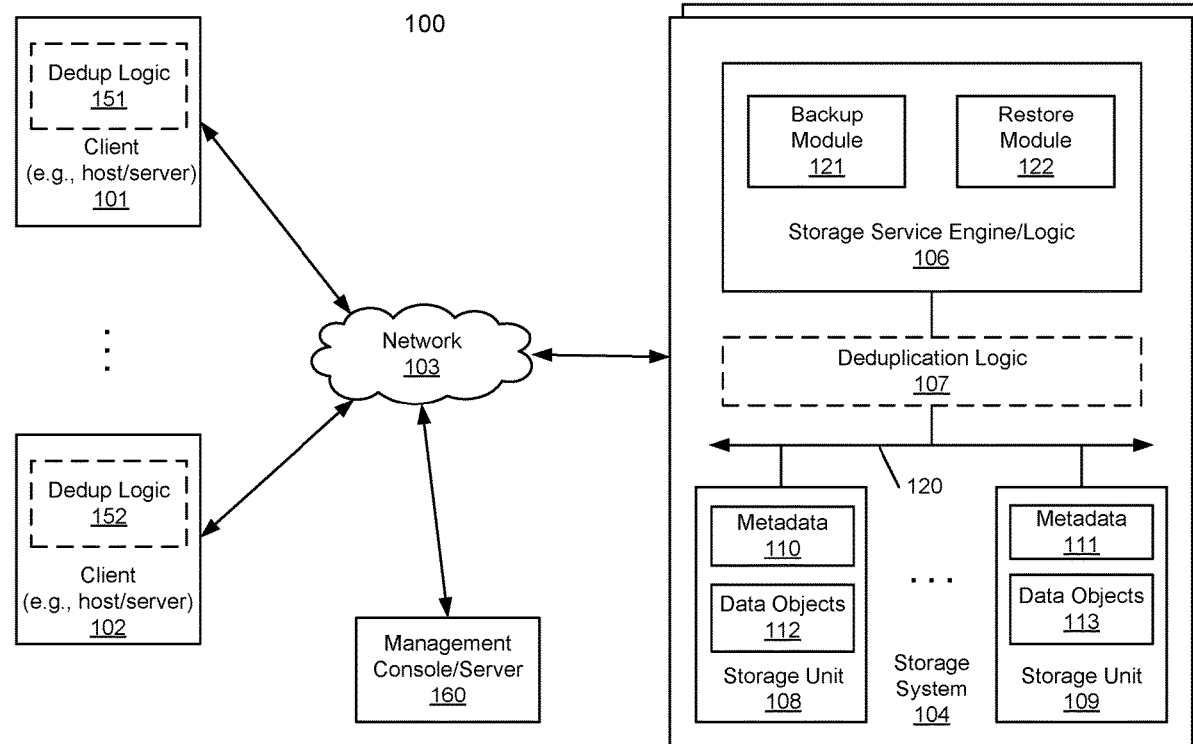 100
Dedup Logic
151
Client
(e.g., host/server)
101
Dedup Logic
152
Client
(e.g., host/server)
102
Network
103
Management
Console/Server
160
Backup
Module
121
Restore
Module
122
Storage Service Engine/Logic
106
Deduplication Logic
107
120
Metadata
110
Data Objects
112
Storage Unit
108
Storage
System
104
Metadata
111
Data Objects
113
Storage Unit
109